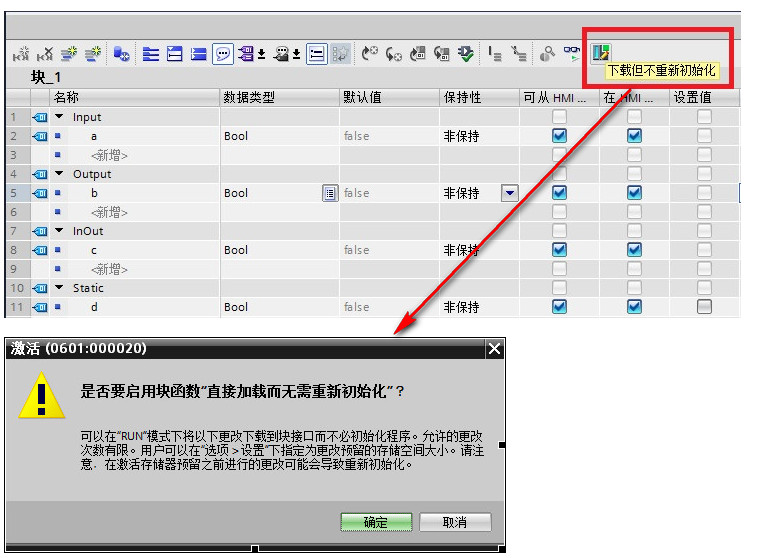 下载但不重新初始化
块_1
名称 数据类型 默认值 保持性 可从 HMI ... 在 HMI ... 设置值
1 Input
2 a Bool false 非保持
3 <新增>
4 Output
5 b Bool false 非保持
6 <新增>
7 InOut
8 c Bool false 非保持
9 <新增>
10 Static
11 d Bool false 非保持
激活 (0601:000020)
是否要启用块函数“直接加载而无需重新初始化”？
可以在“RUN”模式下将以下更改下载到块接口而不必初始化程序。允许的更改
次数有限。用户可以在“选项 > 设置”下指定为更改预留的存储空间大小。请注
意，在激活存储器预留之前进行的更改可能会导致重新初始化。
确定 取消